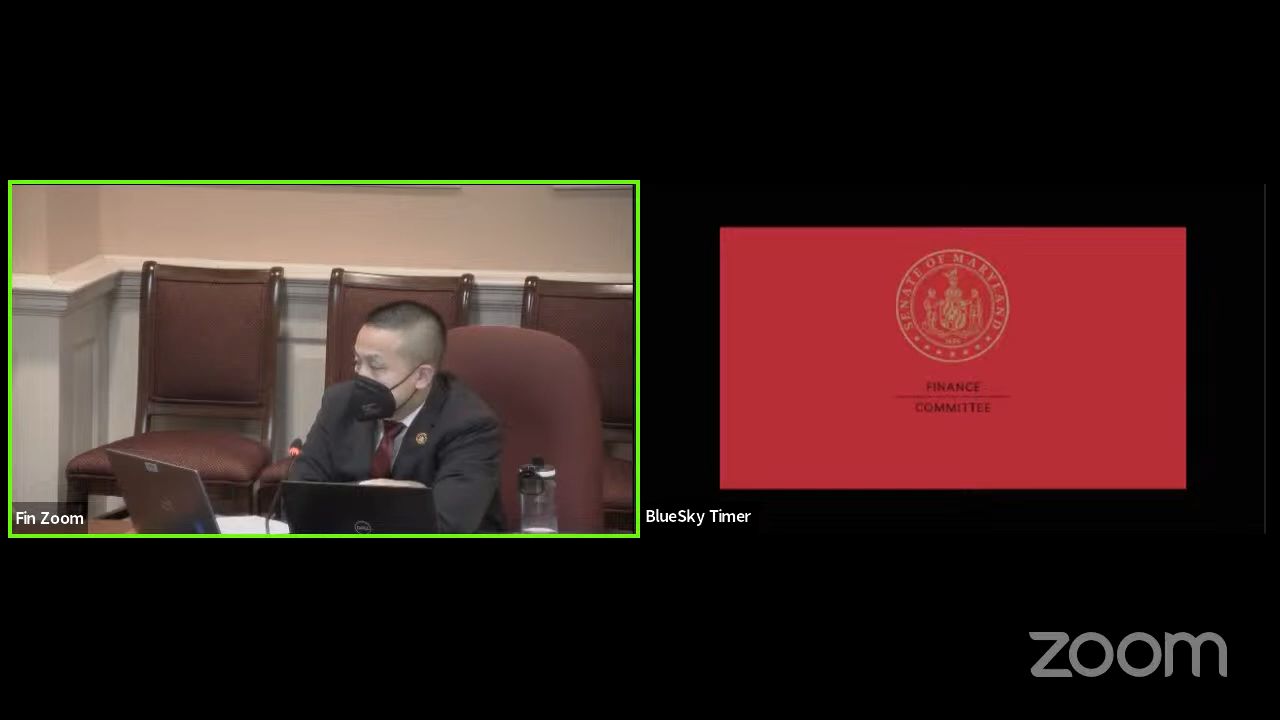 Fin Zoom
SENATE OF MARYLAND
FINANCE
COMMITTEE
BlueSky Timer
zoom